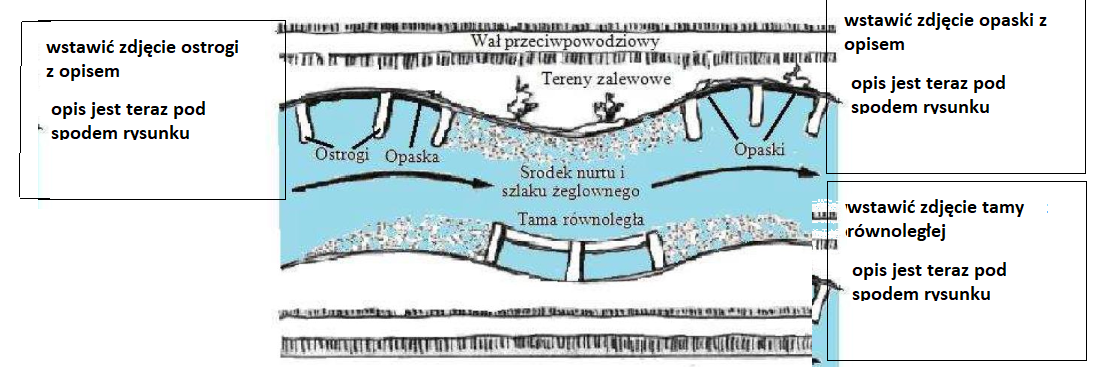 wstawić zdjęcie ostrogi
z opisem
opis jest teraz pod
spodem rysunku
Wał przeciwpowodziowy
Tereny zalewowe
Ostrogi
Opaska
Opaski
Środek nurtu i
szlaku żeglownego
Tama równoległa
wstawić zdjęcie opaski z
opisem
opis jest teraz pod
spodem rysunku
wstawić zdjęcie tamy
równoległej
opis jest teraz pod
spodem rysunku